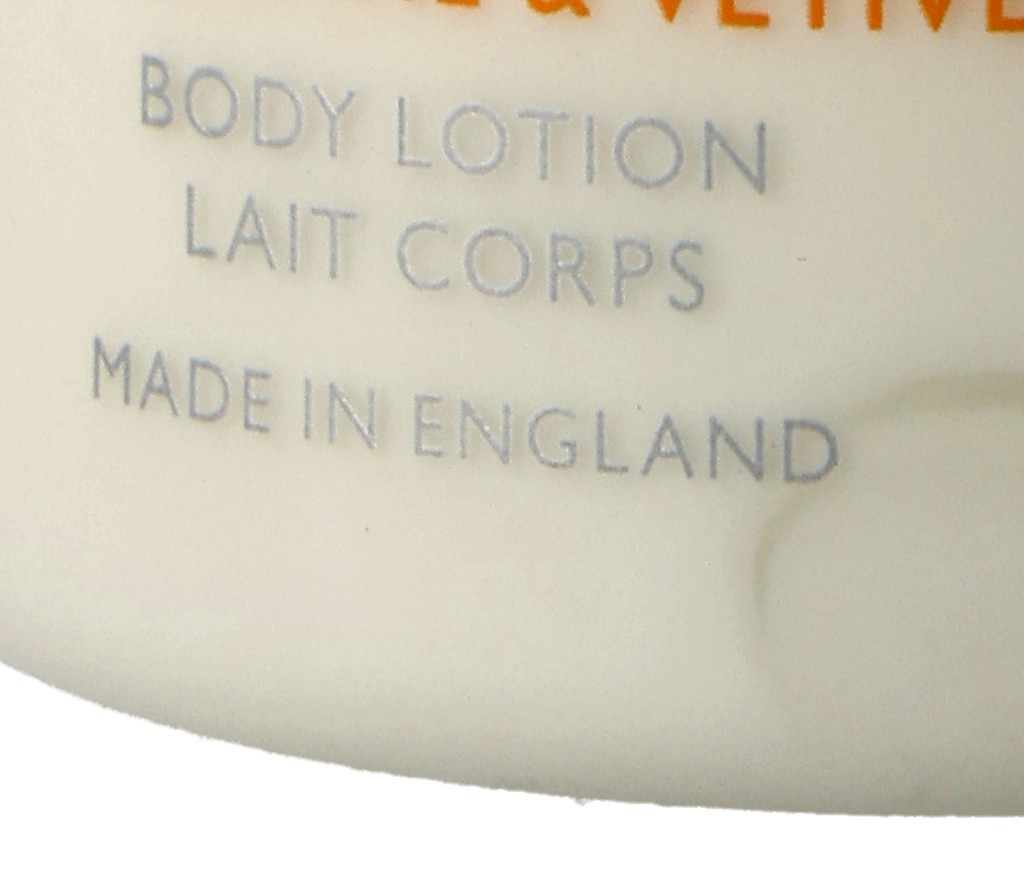 &
BODY LOTION
LAIT CORPS
MADE IN ENGLAND